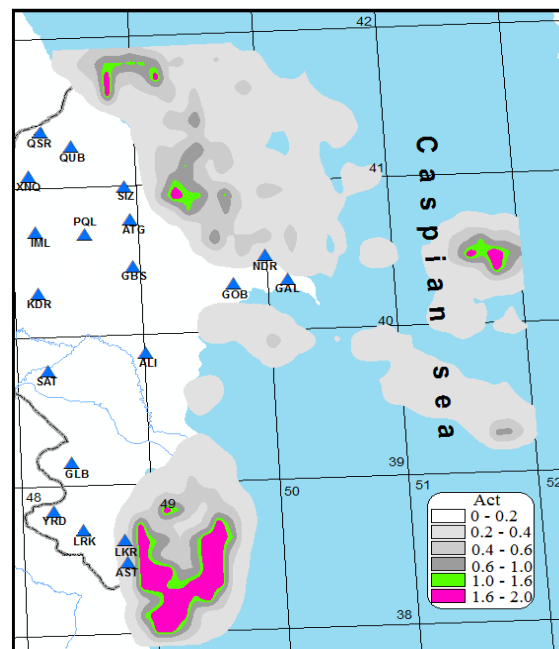 42
QSR
QUB
41
XNQ
SIZ
Caspian sea
PQL
ATG
IML
GBS
NDR
GAL
GOB
KDR
40
ALI
SAT
GLB
39
48
49
50
51
52
YRD
LRK
LKR
AST
38
Act
0 - 0.2
0.2 - 0.4
0.4 - 0.6
0.6 - 1.0
1.0 - 1.6
1.6 - 2.0